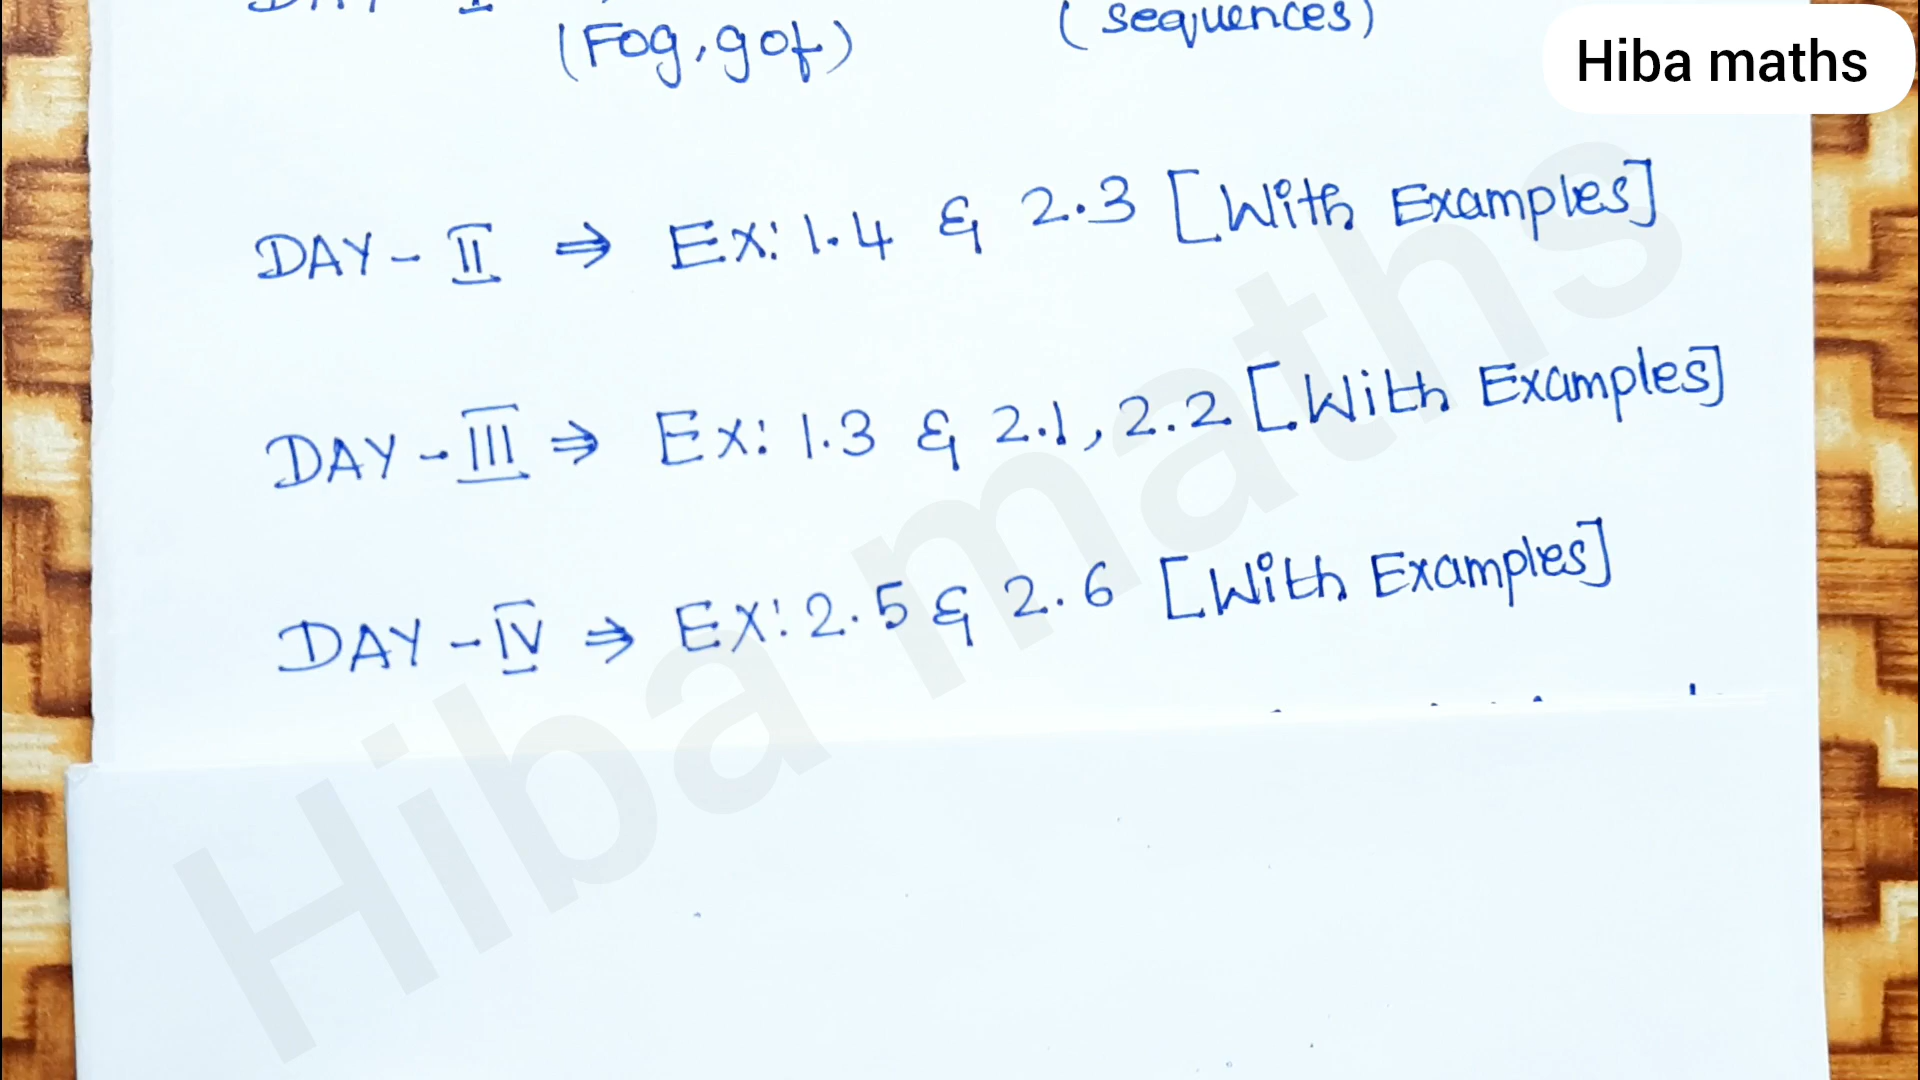 (Fog, gof) (sequences)
Hiba maths
DAY - II ⇒ Ex: 1.4 & 2.3 [With Examples]
DAY - III ⇒ Ex: 1.3 & 2.1, 2.2 [With Examples]
DAY - IV ⇒ Ex: 2.5 & 2.6 [With Examples]
Hiba maths